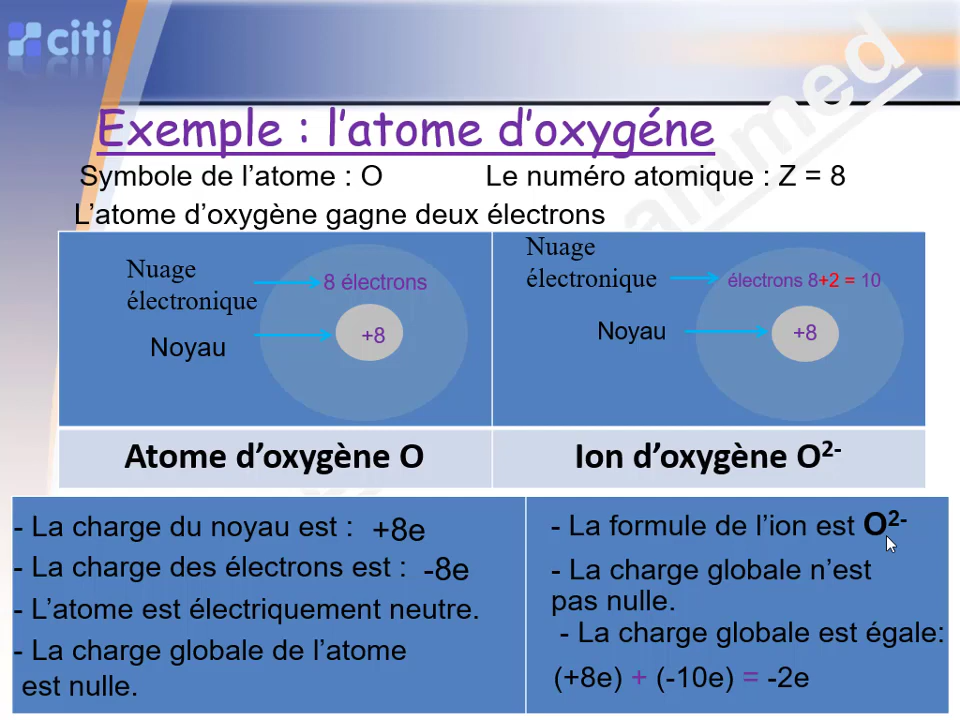 citi
Exemple : l'atome d'oxygéne
Symbole de l'atome : O
Le numéro atomique : Z = 8
L'atome d'oxygène gagne deux électrons
Nuage
électronique
8 électrons
Noyau
+8
Nuage
électronique
électrons 8+2 = 10
Noyau
+8
Atome d'oxygène O
Ion d'oxygène O²⁻
- La charge du noyau est : +8e
- La charge des électrons est : -8e
- L'atome est électriquement neutre.
- La charge globale de l'atome
est nulle.
- La formule de l'ion est O²⁻
- La charge globale n'est
pas nulle.
- La charge globale est égale:
(+8e) + (-10e) = -2e